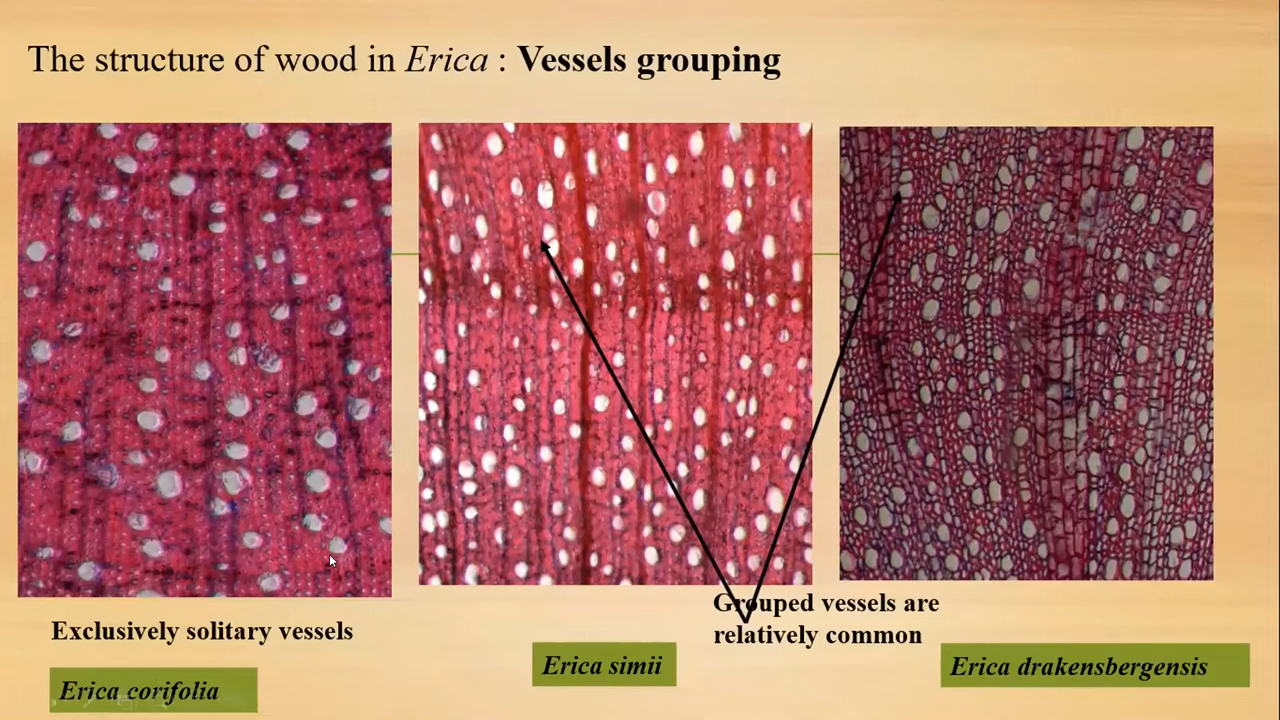 The structure of wood in Erica : Vessels grouping
Exclusively solitary vessels
Erica corifolia
Erica simii
Grouped vessels are
relatively common
Erica drakensbergensis